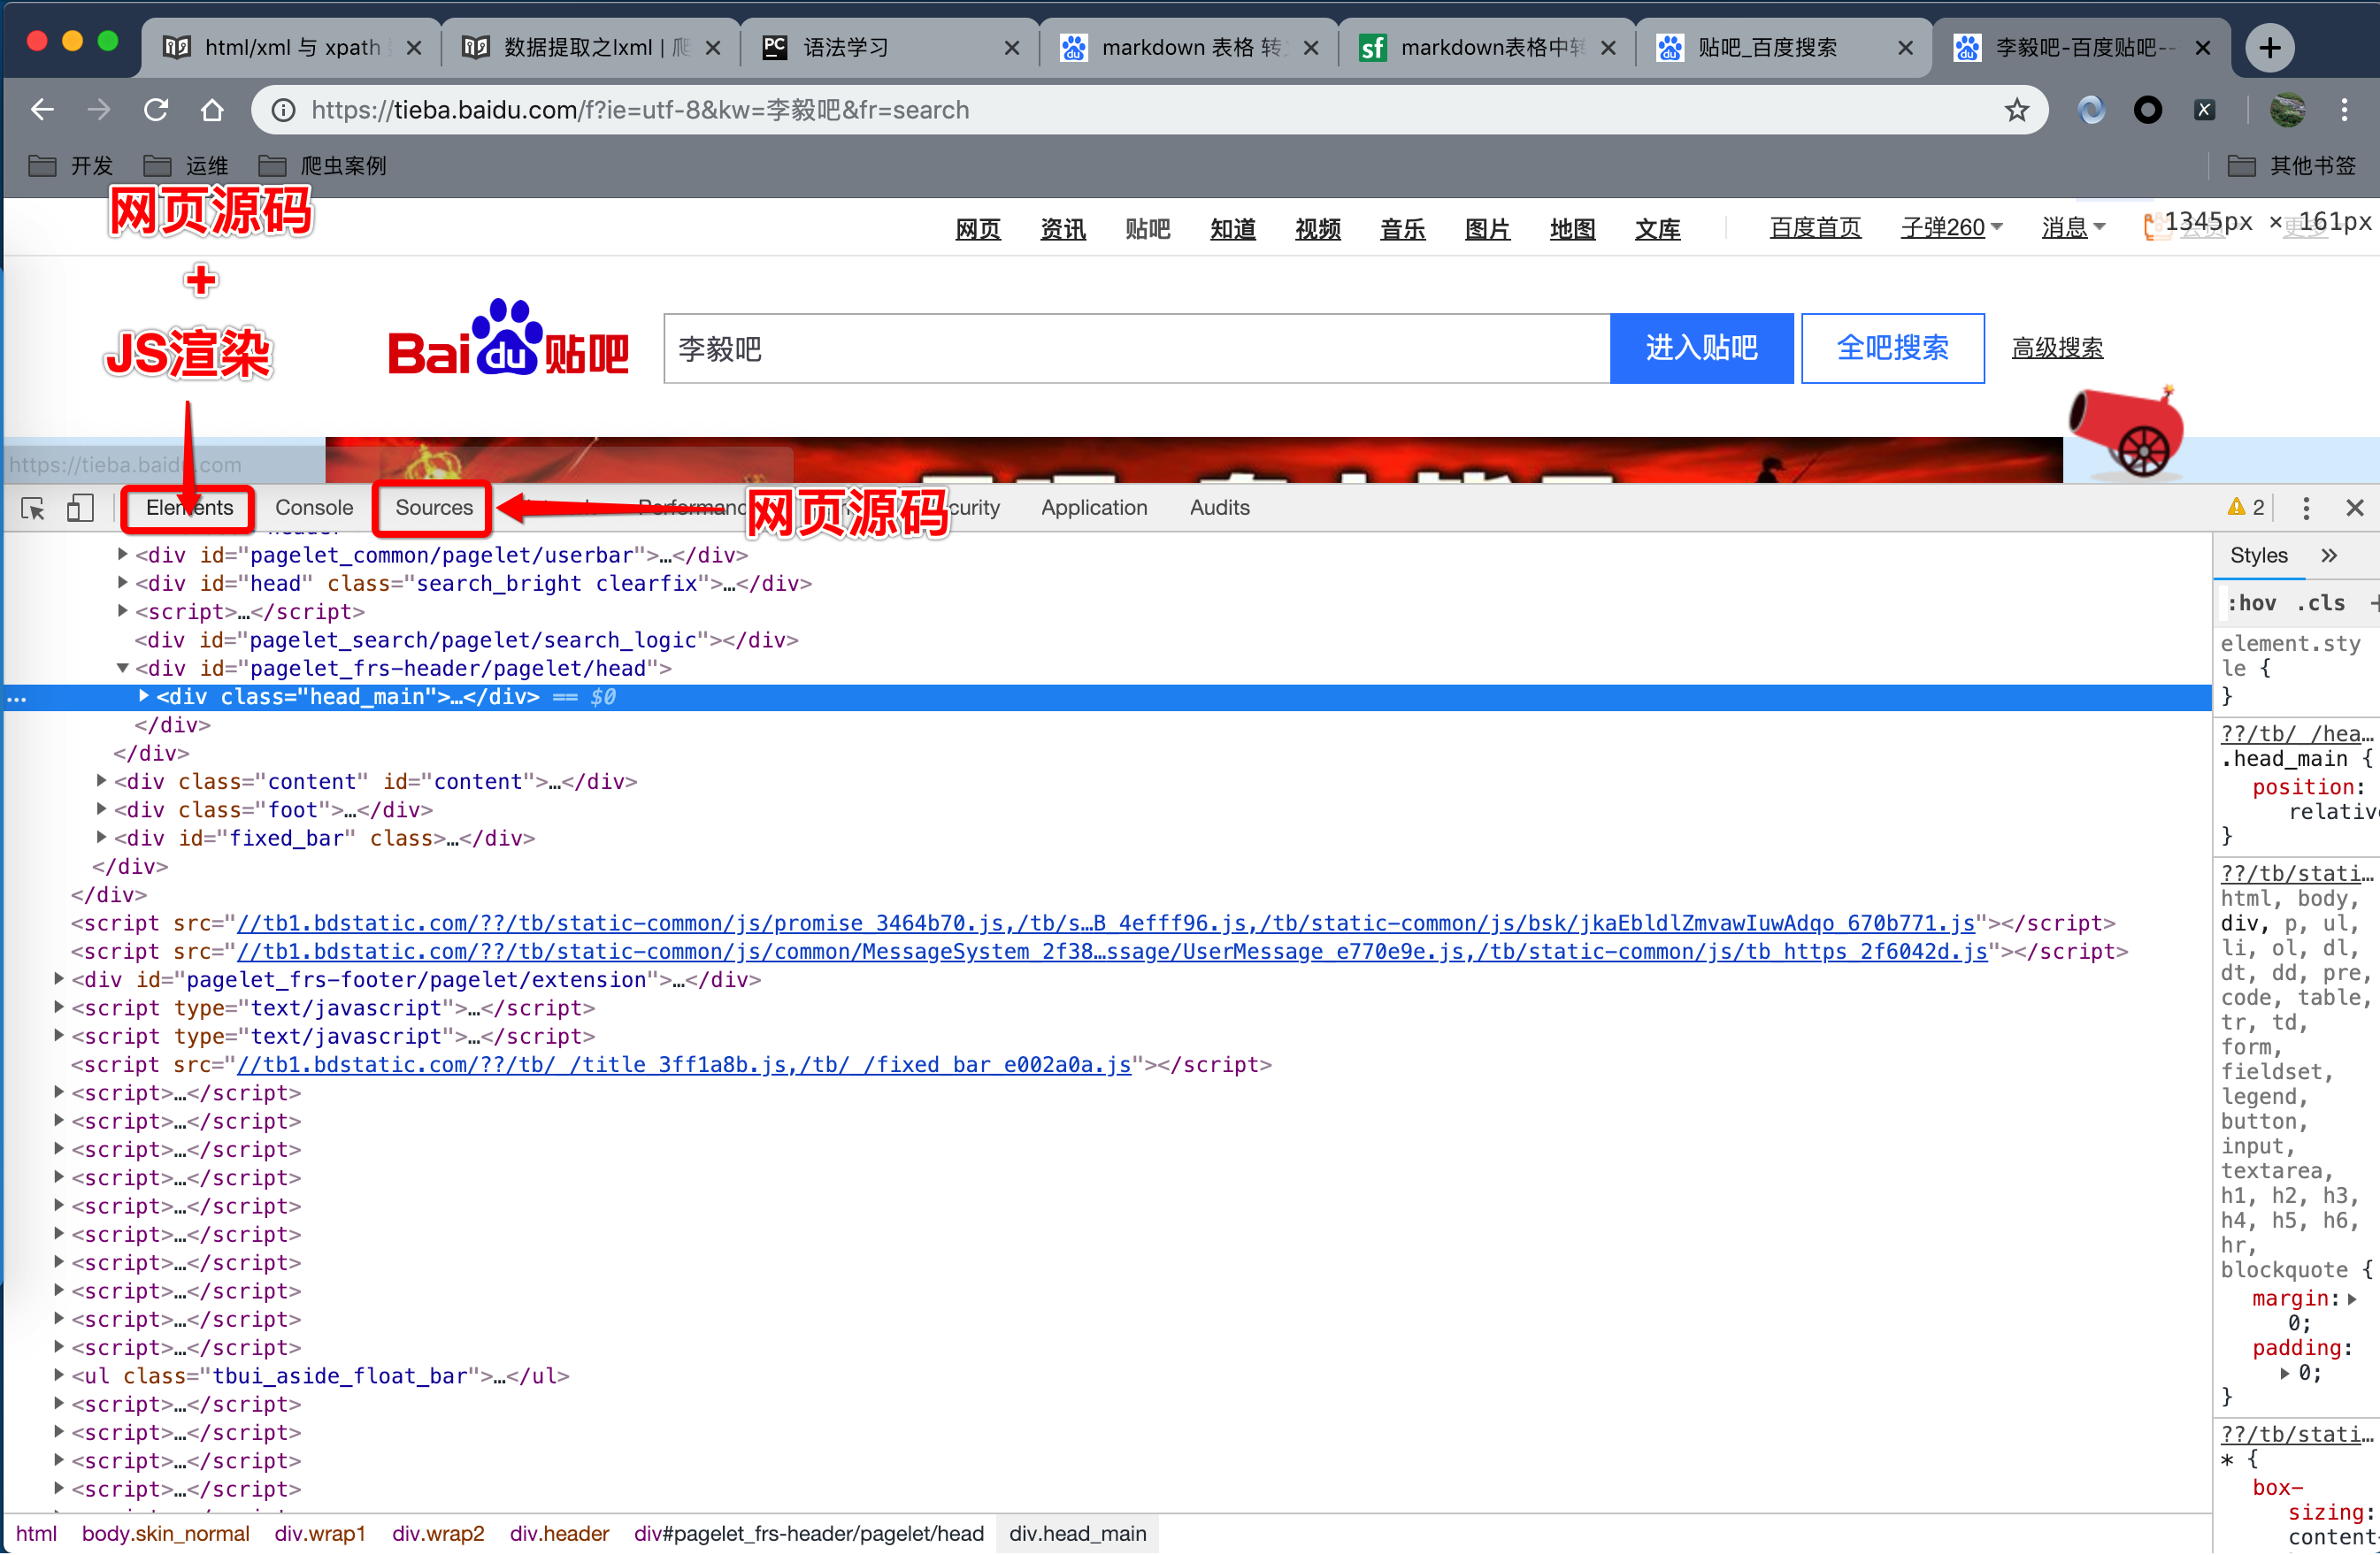 html/xml 与 xpath
数据提取之lxml | 爬
PC 语法学习
du markdown 表格 转
sf markdown表格中转
du 贴吧_百度搜索
du 李毅吧-百度贴吧--
https://tieba.baidu.com/f?ie=utf-8&kw=李毅吧&fr=search
开发 运维 爬虫案例 其他书签
网页源码
+
JS渲染
网页 资讯 贴吧 知道 视频 音乐 图片 地图 文库 百度首页 子弹260 消息 1345px × 161px
Bai du 贴吧 李毅吧 进入贴吧 全吧搜索 高级搜索
https://tieba.baidu.com
Elements Console Sources 网页源码 Application Audits 2
<div id="pagelet_common/pagelet/userbar">…</div>
<div id="head" class="search_bright clearfix">…</div>
<script>…</script>
<div id="pagelet_search/pagelet/search_logic"></div>
<div id="pagelet_frs-header/pagelet/head">
… <div class="head_main">…</div> == $0
</div>
</div>
<div class="content" id="content">…</div>
<div class="foot">…</div>
<div id="fixed_bar" class>…</div>
</div>
</div>
<script src="//tb1.bdstatic.com/??/tb/static-common/js/promise_3464b70.js,/tb/s…B_4efff96.js,/tb/static-common/js/bsk/jkaEbldlZmvawIuwAdqo_670b771.js"></script>
<script src="//tb1.bdstatic.com/??/tb/static-common/js/common/MessageSystem_2f38…ssage/UserMessage_e770e9e.js,/tb/static-common/js/tb_https_2f6042d.js"></script>
<div id="pagelet_frs-footer/pagelet/extension">…</div>
<script type="text/javascript">…</script>
<script type="text/javascript">…</script>
<script src="//tb1.bdstatic.com/??/tb/_/title_3ff1a8b.js,/tb/_/fixed_bar_e002a0a.js"></script>
<script>…</script>
<script>…</script>
<script>…</script>
<script>…</script>
<script>…</script>
<script>…</script>
<script>…</script>
<script>…</script>
<script>…</script>
<script>…</script>
<ul class="tbui_aside_float_bar">…</ul>
<script>…</script>
<script>…</script>
<script>…</script>
<script>…</script>
html body.skin_normal div.wrap1 div.wrap2 div.header div#pagelet_frs-header/pagelet/head div.head_main
Styles »
:hov .cls +
element.sty
le {
}
??/tb/_/hea…
.head_main {
position:
relative
}
??/tb/stati…
html, body,
div, p, ul,
li, ol, dl,
dt, dd, pre,
code, table,
tr, td,
form,
fieldset,
legend,
button,
input,
textarea,
h1, h2, h3,
h4, h5, h6,
hr,
blockquote {
margin:
0;
padding:
0;
}
??/tb/stati…
* {
box-
sizing:
content-